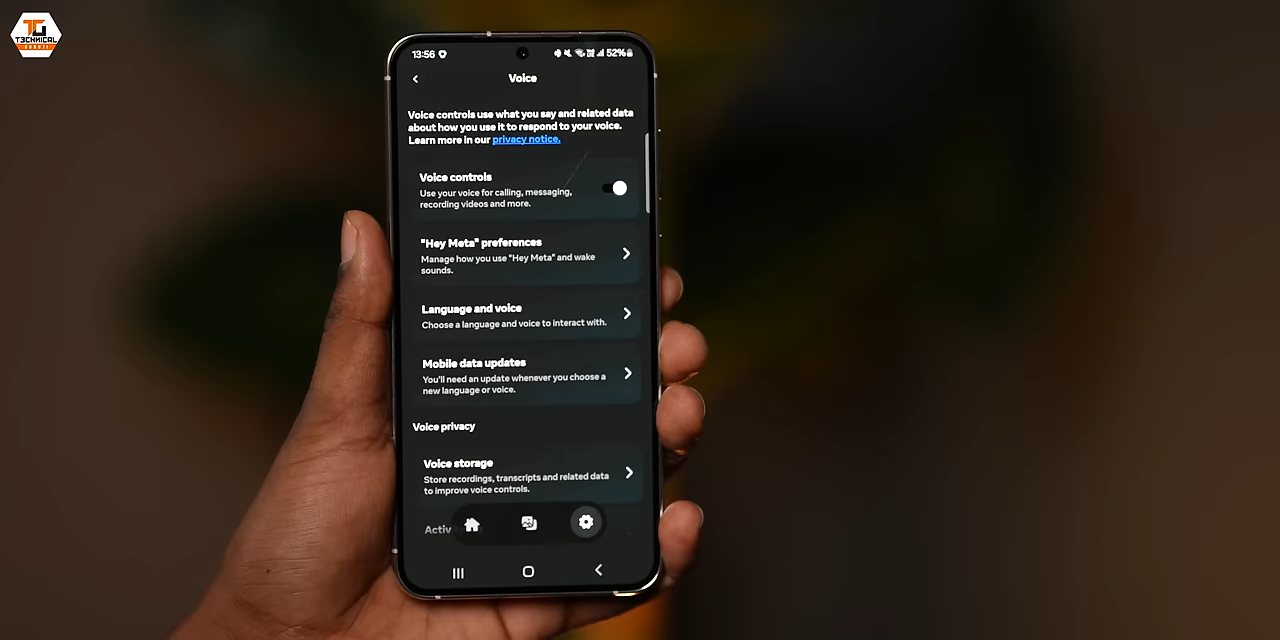 TG
TECHNICAL
GURUJI
13:56
52%
Voice
Voice controls use what you say and related data
about how you use it to respond to your voice.
Learn more in our privacy notice.
Voice controls
Use your voice for calling, messaging,
recording videos and more.
"Hey Meta" preferences
Manage how you use "Hey Meta" and wake
sounds.
Language and voice
Choose a language and voice to interact with.
Mobile data updates
You'll need an update whenever you choose a
new language or voice.
Voice privacy
Voice storage
Store recordings, transcripts and related data
to improve voice controls.
Activ